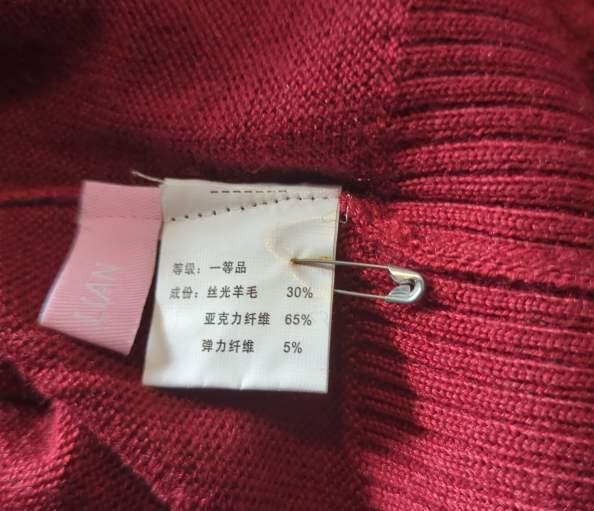 等级：一等品
成份：丝光羊毛 30%
亚克力纤维 65%
弹力纤维 5%